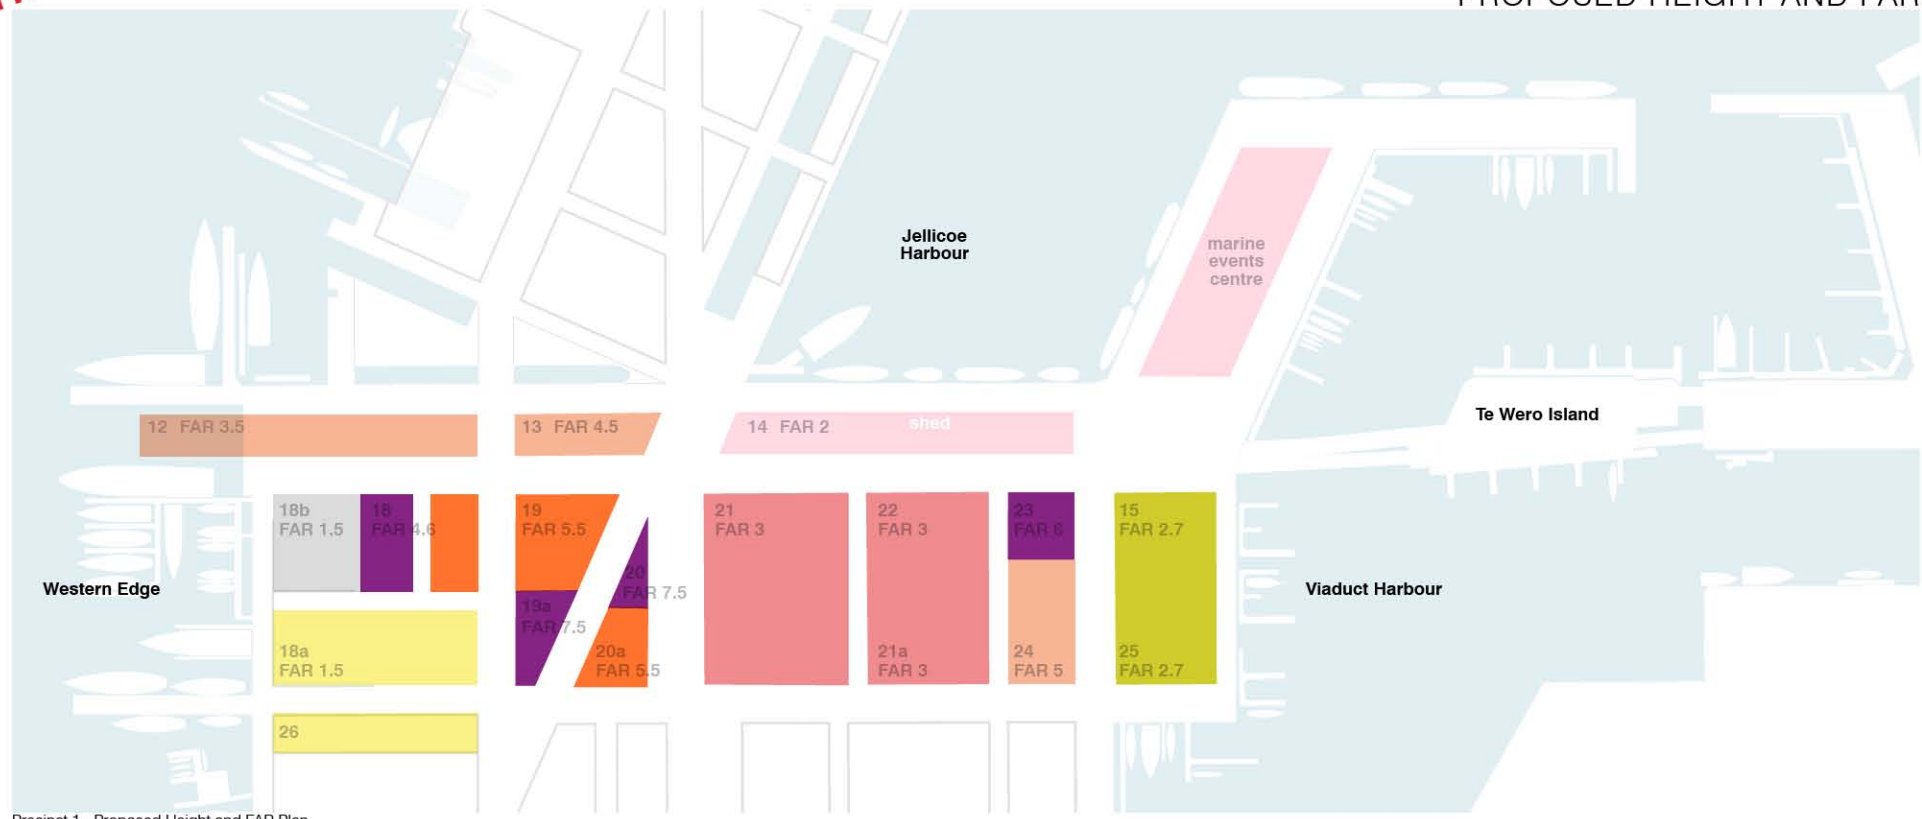 PROPOSED HEIGHT AND FAR
Jellicoe
Harbour
marine
events
centre
Te Wero Island
12 FAR 3.5
13 FAR 4.5
14 FAR 2
shed
18b
FAR 1.5
18
FAR 4.6
19
FAR 5.5
20
FAR 7.5
19a
FAR 7.5
20a
FAR 5.5
21
FAR 3
22
FAR 3
23
FAR 6
15
FAR 2.7
Western Edge
Viaduct Harbour
18a
FAR 1.5
21a
FAR 3
24
FAR 5
25
FAR 2.7
26
Precinct 1 - Proposed Height and FAR Plan